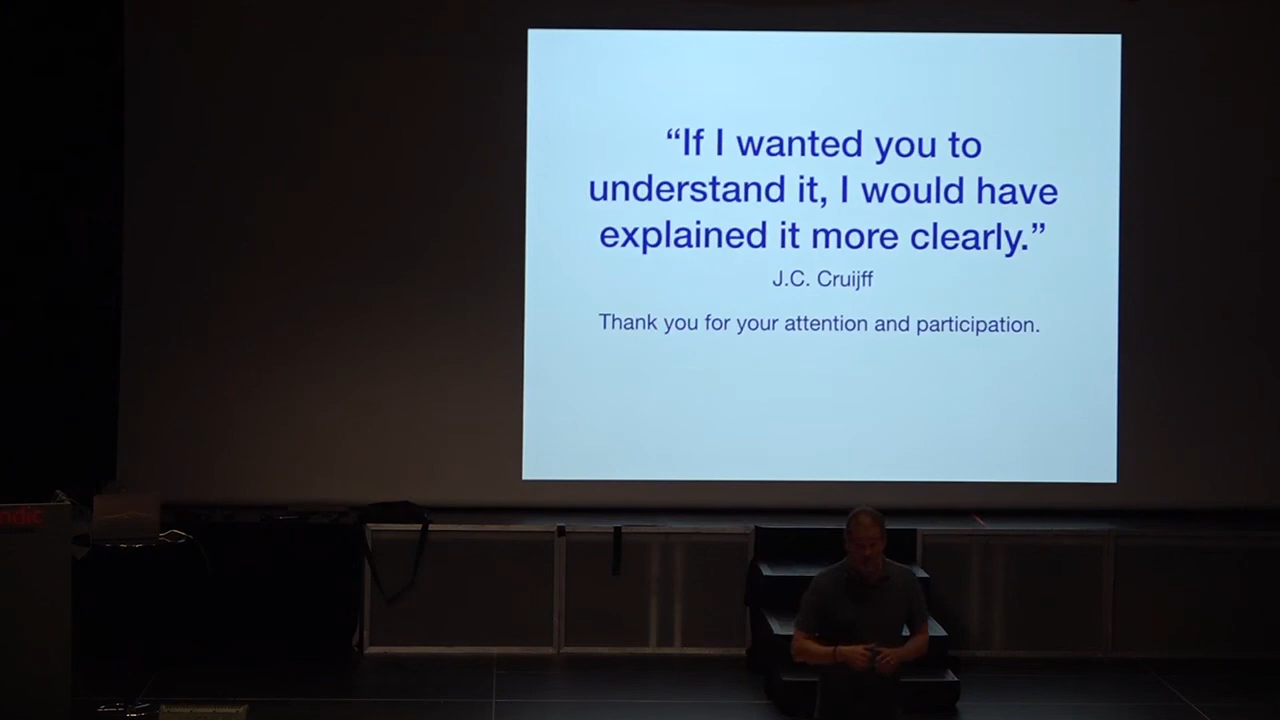 “If I wanted you to
understand it, I would have
explained it more clearly.”
J.C. Cruijff
Thank you for your attention and participation.